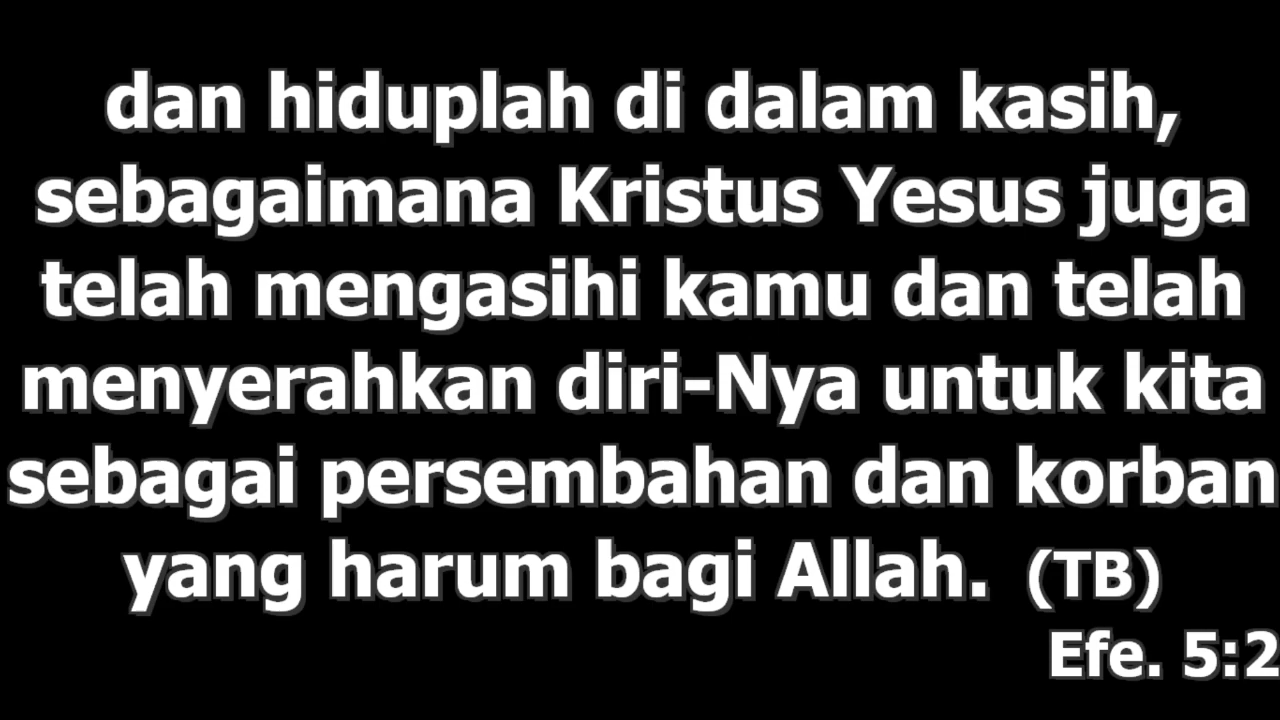 dan hiduplah di dalam kasih,
sebagaimana Kristus Yesus juga
telah mengasihi kamu dan telah
menyerahkan diri-Nya untuk kita
sebagai persembahan dan korban
yang harum bagi Allah. (TB)
Efe. 5:2